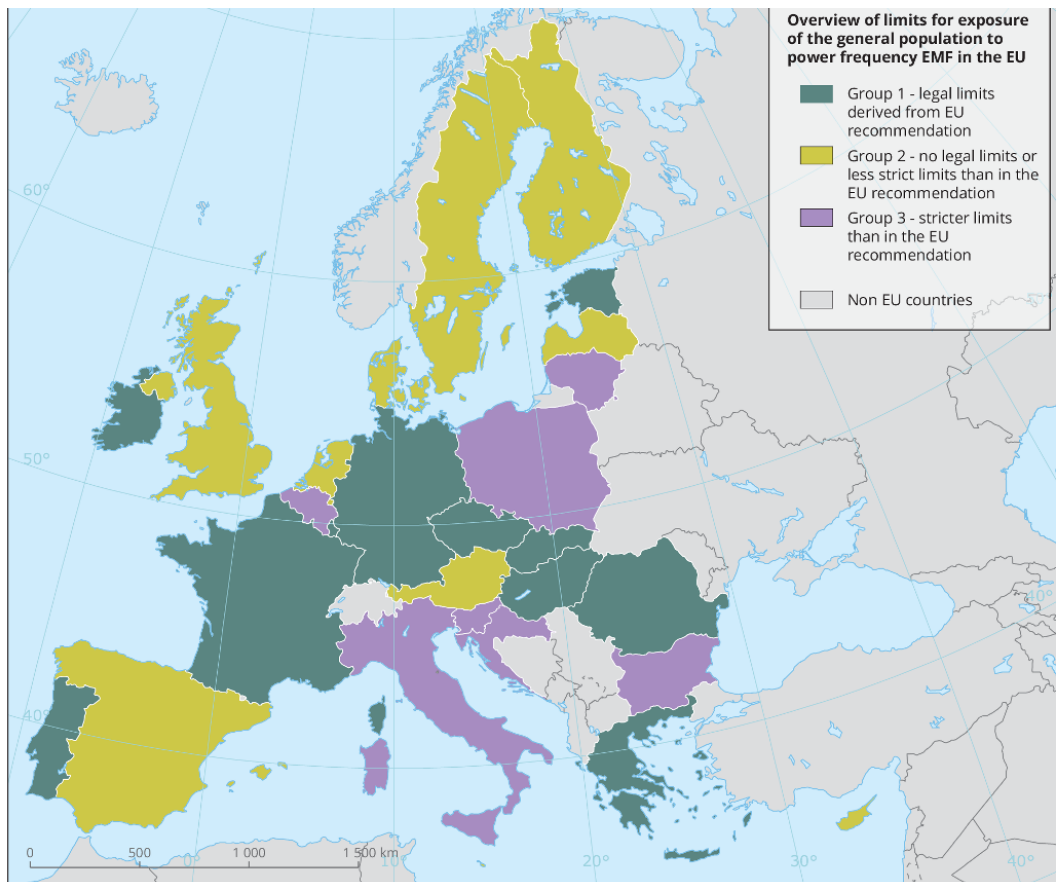 Overview of limits for exposure
of the general population to
power frequency EMF in the EU
Group 1 - legal limits
derived from EU
recommendation
Group 2 - no legal limits or
less strict limits than in the
EU recommendation
Group 3 - stricter limits
than in the EU
recommendation
Non EU countries
60°
50°
40°
40°
0 500 1 000 1 500 km
0° 10° 20° 30° 40°